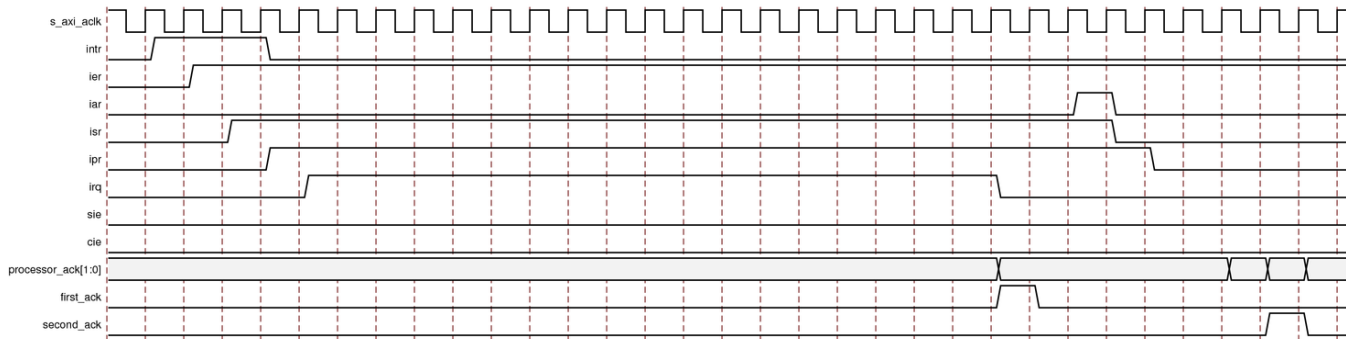 s_axi_aclk
intr
ier
iar
isr
ipr
irq
sie
cie
processor_ack[1:0]
first_ack
second_ack